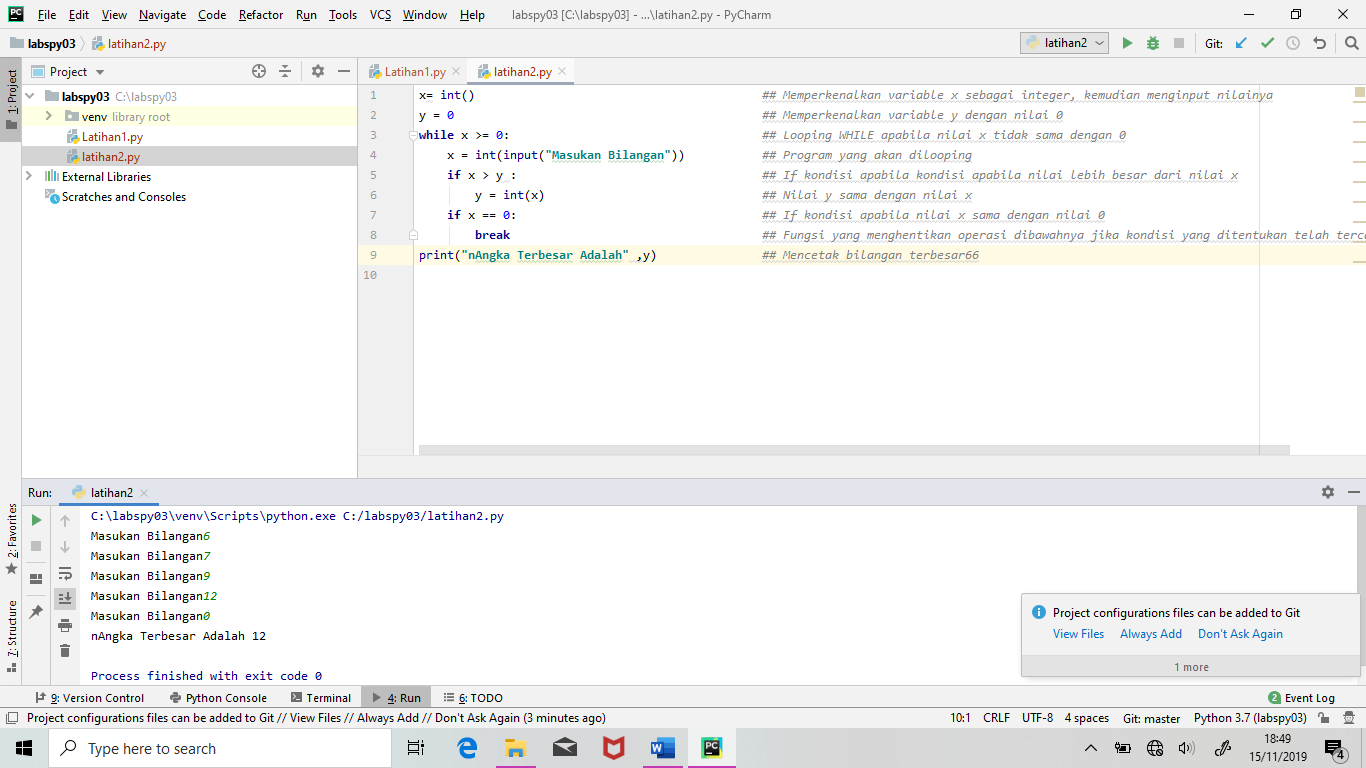 File Edit View Navigate Code Refactor Run Tools VCS Window Help labspy03 [C:\labspy03] - ...\latihan2.py - PyCharm
labspy03 latihan2.py latihan2 Git:
1: Project
Project
Latihan1.py latihan2.py
labspy03 C:\labspy03
venv library root
Latihan1.py
latihan2.py
External Libraries
Scratches and Consoles
1 x= int() ## Memperkenalkan variable x sebagai integer, kemudian menginput nilainya
2 y = 0 ## Memperkenalkan variable y dengan nilai 0
3 while x >= 0: ## Looping WHILE apabila nilai x tidak sama dengan 0
4 x = int(input("Masukan Bilangan")) ## Program yang akan dilooping
5 if x > y : ## If kondisi apabila kondisi apabila nilai lebih besar dari nilai x
6 y = int(x) ## Nilai y sama dengan nilai x
7 if x == 0: ## If kondisi apabila nilai x sama dengan nilai 0
8 break ## Fungsi yang menghentikan operasi dibawahnya jika kondisi yang ditentukan telah terc
9 print("nAngka Terbesar Adalah" ,y) ## Mencetak bilangan terbesar66
10
Run: latihan2
2: Favorites
7: Structure
C:\labspy03\venv\Scripts\python.exe C:/labspy03/latihan2.py
Masukan Bilangan6
Masukan Bilangan7
Masukan Bilangan9
Masukan Bilangan12
Masukan Bilangan0
nAngka Terbesar Adalah 12
Process finished with exit code 0
Project configurations files can be added to Git
View Files Always Add Don't Ask Again
1 more
9: Version Control Python Console Terminal 4: Run 6: TODO 2 Event Log
Project configurations files can be added to Git // View Files // Always Add // Don't Ask Again (3 minutes ago) 10:1 CRLF UTF-8 4 spaces Git: master Python 3.7 (labspy03)
Type here to search
18:49
15/11/2019
4